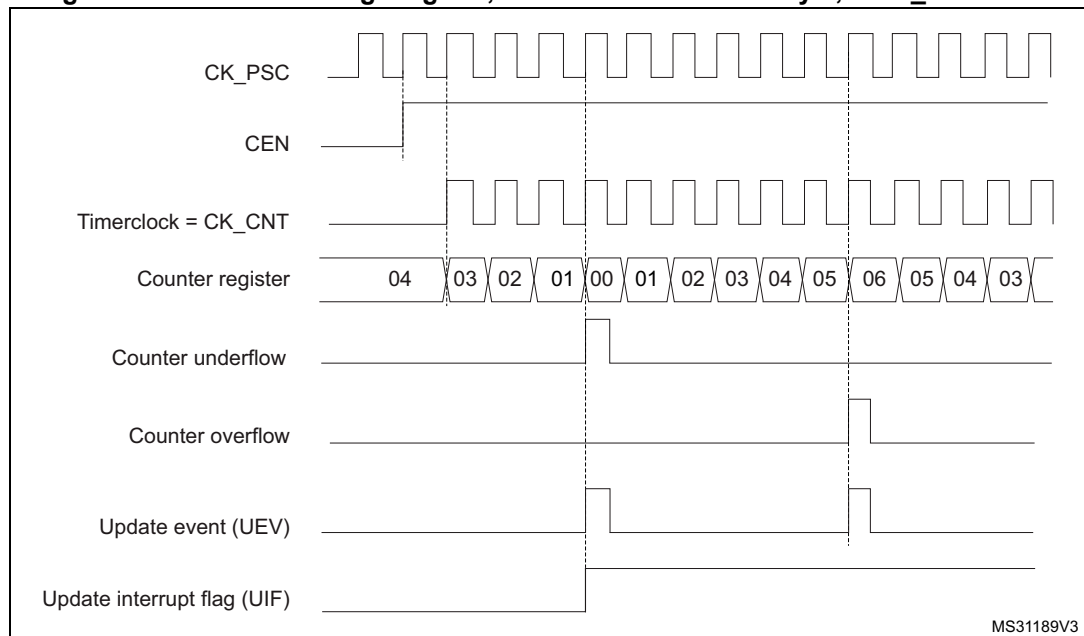 CK_PSC
CEN
Timerclock = CK_CNT
Counter register 04 03 02 01 00 01 02 03 04 05 06 05 04 03
Counter underflow
Counter overflow
Update event (UEV)
Update interrupt flag (UIF)
MS31189V3